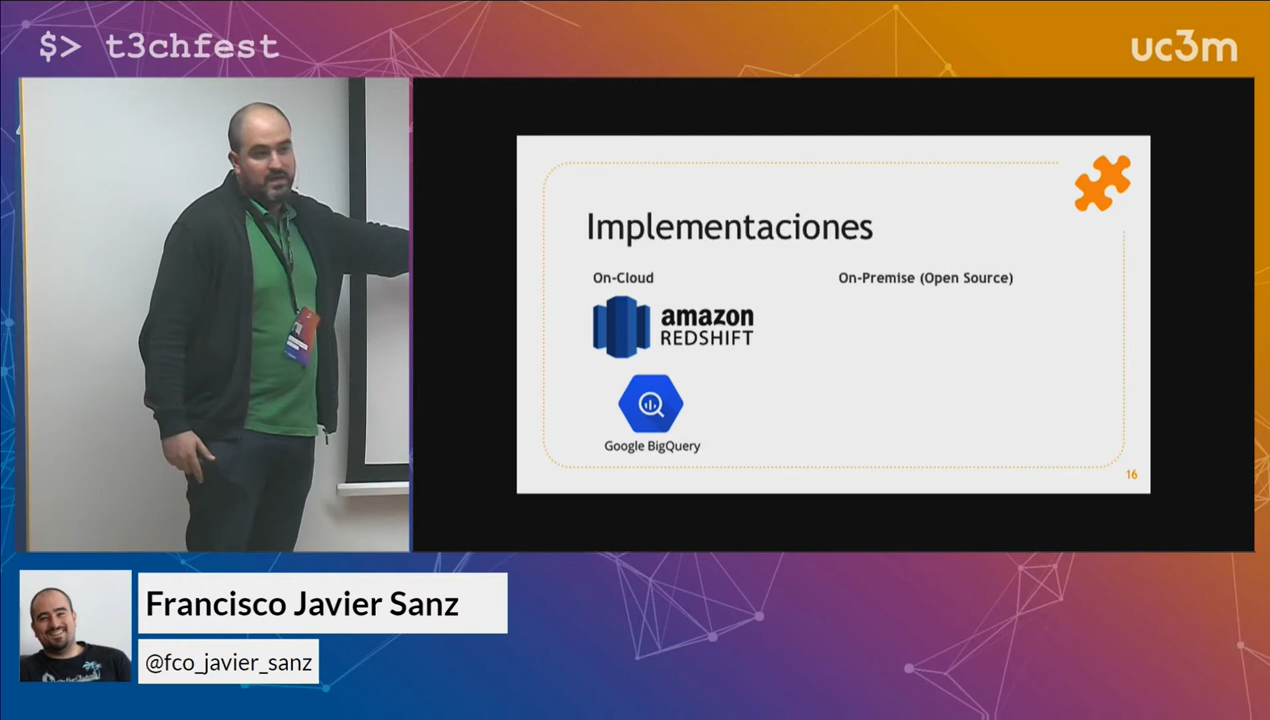 $> t3chfest
uc3m
Implementaciones
On-Cloud
On-Premise (Open Source)
amazon
REDSHIFT
Google BigQuery
16
Francisco Javier Sanz
@fco_javier_sanz